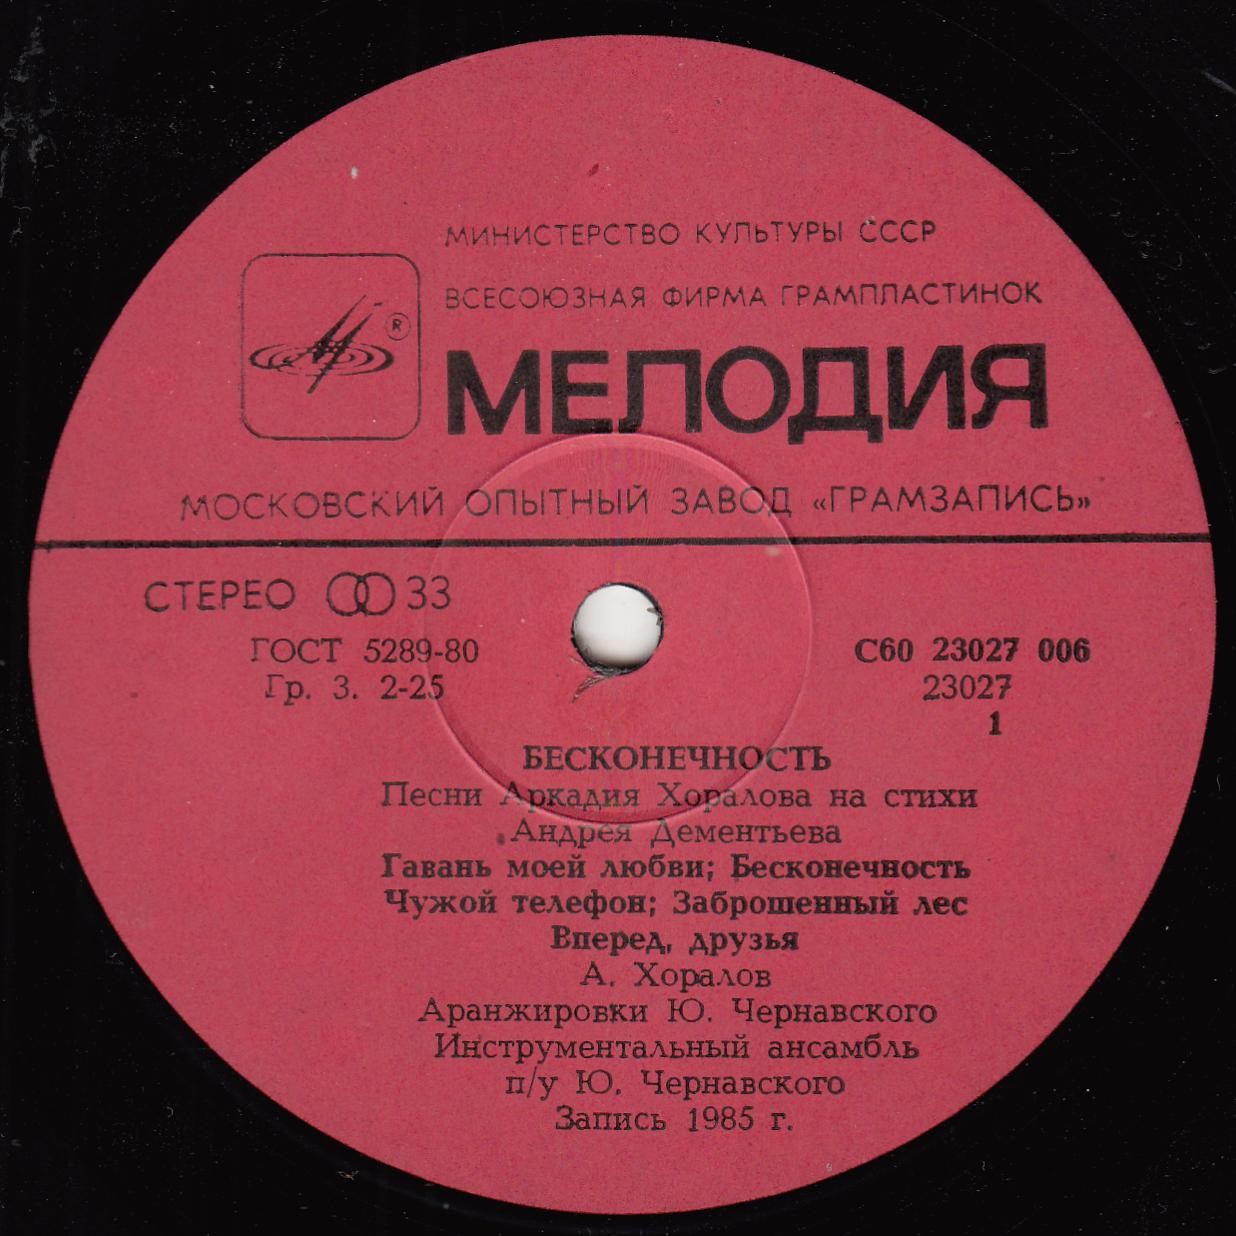 МИНИСТЕРСТВО КУЛЬТУРЫ СССР
ВСЕСОЮЗНАЯ ФИРМА ГРАМПЛАСТИНОК
®
МЕЛОДИЯ
МОСКОВСКИЙ ОПЫТНЫЙ ЗАВОД «ГРАМЗАПИСЬ»
СТЕРЕО 33
ГОСТ 5289-80 С60 23027 006
Гр. 3. 2-25 23027
1
БЕСКОНЕЧНОСТЬ
Песни Аркадия Хоралова на стихи
Андрея Дементьева
Гавань моей любви; Бесконечность
Чужой телефон; Заброшенный лес
Вперед, друзья
А. Хоралов
Аранжировки Ю. Чернавского
Инструментальный ансамбль
п/у Ю. Чернавского
Запись 1985 г.